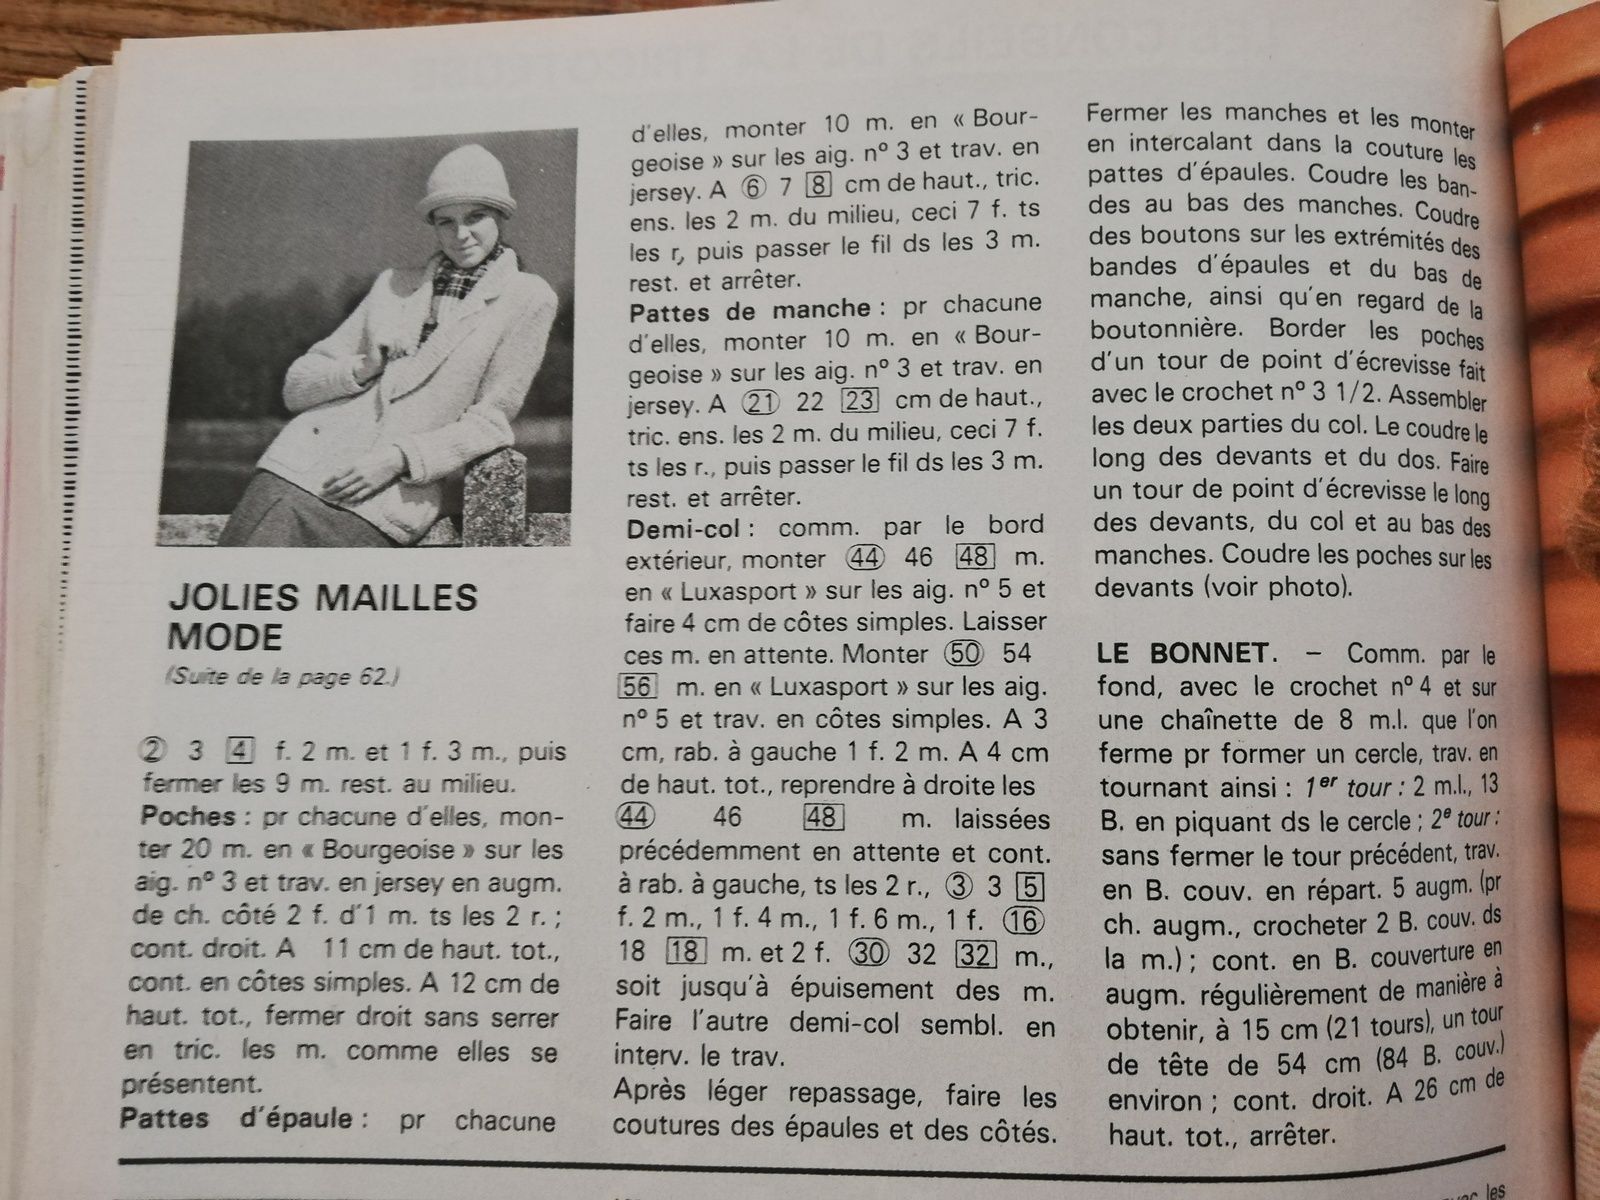 JOLIES MAILLES
MODE
(Suite de la page 62.)
② 3 [4] f. 2 m. et 1 f. 3 m., puis
fermer les 9 m. rest. au milieu.
Poches : pr chacune d'elles, mon-
ter 20 m. en « Bourgeoise » sur les
aig. nº 3 et trav. en jersey en augm.
de ch. côté 2 f. d'1 m. ts les 2 r. ;
cont. droit. A 11 cm de haut. tot.,
cont. en côtes simples. A 12 cm de
haut. tot., fermer droit sans serrer
en tric. les m. comme elles se
présentent.
Pattes d'épaule : pr chacune
d'elles, monter 10 m. en « Bour-
geoise » sur les aig. nº 3 et trav. en
jersey. A ⑥ 7 [8] cm de haut., tric.
ens. les 2 m. du milieu, ceci 7 f. ts
les r, puis passer le fil ds les 3 m.
rest. et arrêter.
Pattes de manche : pr chacune
d'elles, monter 10 m. en « Bour-
geoise » sur les aig. nº 3 et trav. en
jersey. A (21) 22 [23] cm de haut.,
tric. ens. les 2 m. du milieu, ceci 7 f.
ts les r., puis passer le fil ds les 3 m.
rest. et arrêter.
Demi-col : comm. par le bord
extérieur, monter (44) 46 [48] m.
en « Luxasport » sur les aig. nº 5 et
faire 4 cm de côtes simples. Laisser
ces m. en attente. Monter (50) 54
[56] m. en « Luxasport » sur les aig.
nº 5 et trav. en côtes simples. A 3
cm, rab. à gauche 1 f. 2 m. A 4 cm
de haut. tot., reprendre à droite les
(44) 46 [48] m. laissées
précédemment en attente et cont.
à rab. à gauche, ts les 2 r., ③ 3 [5]
f. 2 m., 1 f. 4 m., 1 f. 6 m., 1 f. (16)
18 [18] m. et 2 f. (30) 32 [32] m.,
soit jusqu'à épuisement des m.
Faire l'autre demi-col sembl. en
interv. le trav.
Après léger repassage, faire les
coutures des épaules et des côtés.
Fermer les manches et les monter
en intercalant dans la couture les
pattes d'épaules. Coudre les ban-
des au bas des manches. Coudre
des boutons sur les extrémités des
bandes d'épaules et du bas de
manche, ainsi qu'en regard de la
boutonnière. Border les poches
d'un tour de point d'écrevisse fait
avec le crochet nº 3 1/2. Assembler
les deux parties du col. Le coudre le
long des devants et du dos. Faire
un tour de point d'écrevisse le long
des devants, du col et au bas des
manches. Coudre les poches sur les
devants (voir photo).
LE BONNET. – Comm. par le
fond, avec le crochet nº 4 et sur
une chaînette de 8 m.l. que l'on
ferme pr former un cercle, trav. en
tournant ainsi : 1er tour : 2 m.l., 13
B. en piquant ds le cercle ; 2e tour :
sans fermer le tour précédent, trav.
en B. couv. en répart. 5 augm. (pr
ch. augm., crocheter 2 B. couv. ds
la m.) ; cont. en B. couverture en
augm. régulièrement de manière à
obtenir, à 15 cm (21 tours), un tour
de tête de 54 cm (84 B. couv.)
environ ; cont. droit. A 26 cm de
haut. tot., arrêter.
les